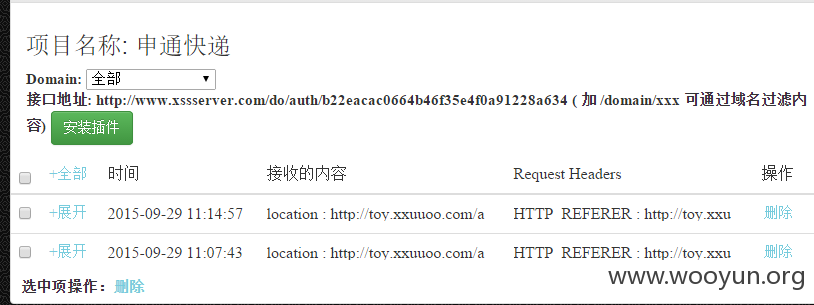 项目名称: 申通快递
Domain: 全部
接口地址: http://www.xssserver.com/do/auth/b22eacac0664b46f35e4f0a91228a634 ( 加 /domain/xxx 可通过域名过滤内
容) 安装插件
+全部 时间 接收的内容 Request Headers 操作
+展开 2015-09-29 11:14:57 location : http://toy.xxuuoo.com/a HTTP_REFERER : http://toy.xxu 删除
+展开 2015-09-29 11:07:43 location : http://toy.xxuuoo.com/a HTTP_REFERER : http://toy.xxu 删除
选中项操作：删除
www.wooyun.org